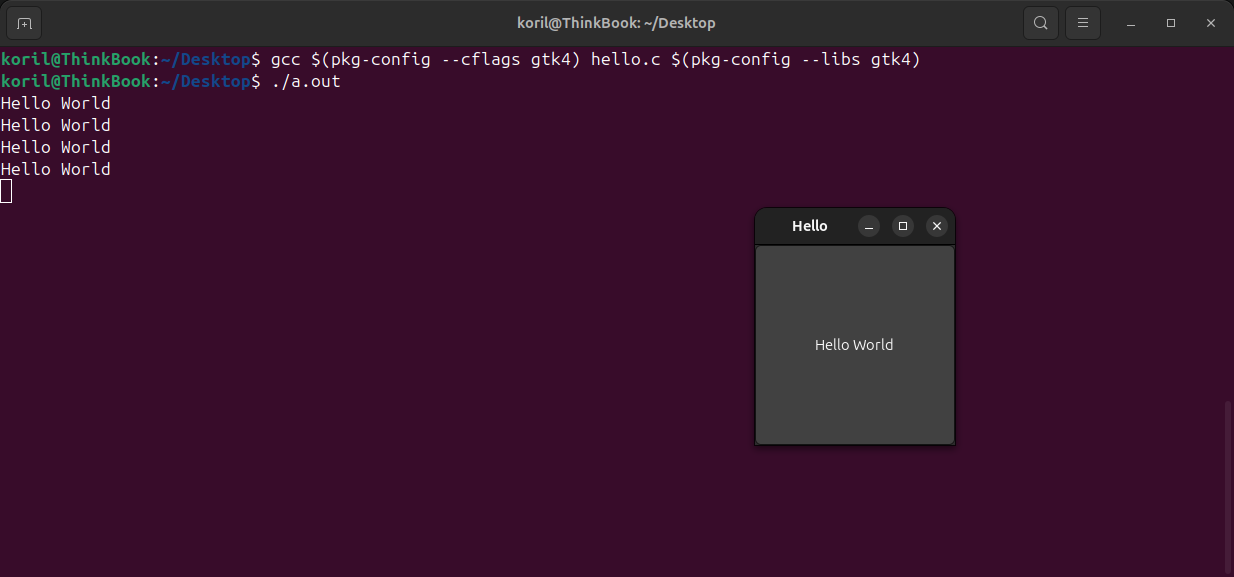 koril@ThinkBook: ~/Desktop
koril@ThinkBook:~/Desktop$ gcc $(pkg-config --cflags gtk4) hello.c $(pkg-config --libs gtk4)
koril@ThinkBook:~/Desktop$ ./a.out
Hello World
Hello World
Hello World
Hello World
Hello
Hello World